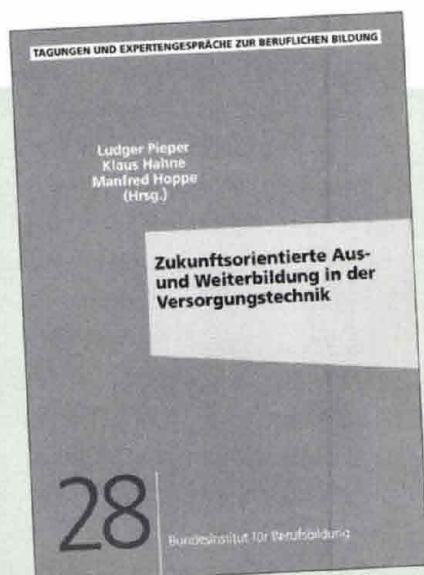 TAGUNGEN UND EXPERTENGESPRÄCHE ZUR BERUFLICHEN BILDUNG
Ludger Pieper
Klaus Hahne
Manfred Hoppe
(Hrsg.)
Zukunftsorientierte Aus-
und Weiterbildung in der
Versorgungstechnik
28
Bundesinstitut für Berufsbildung